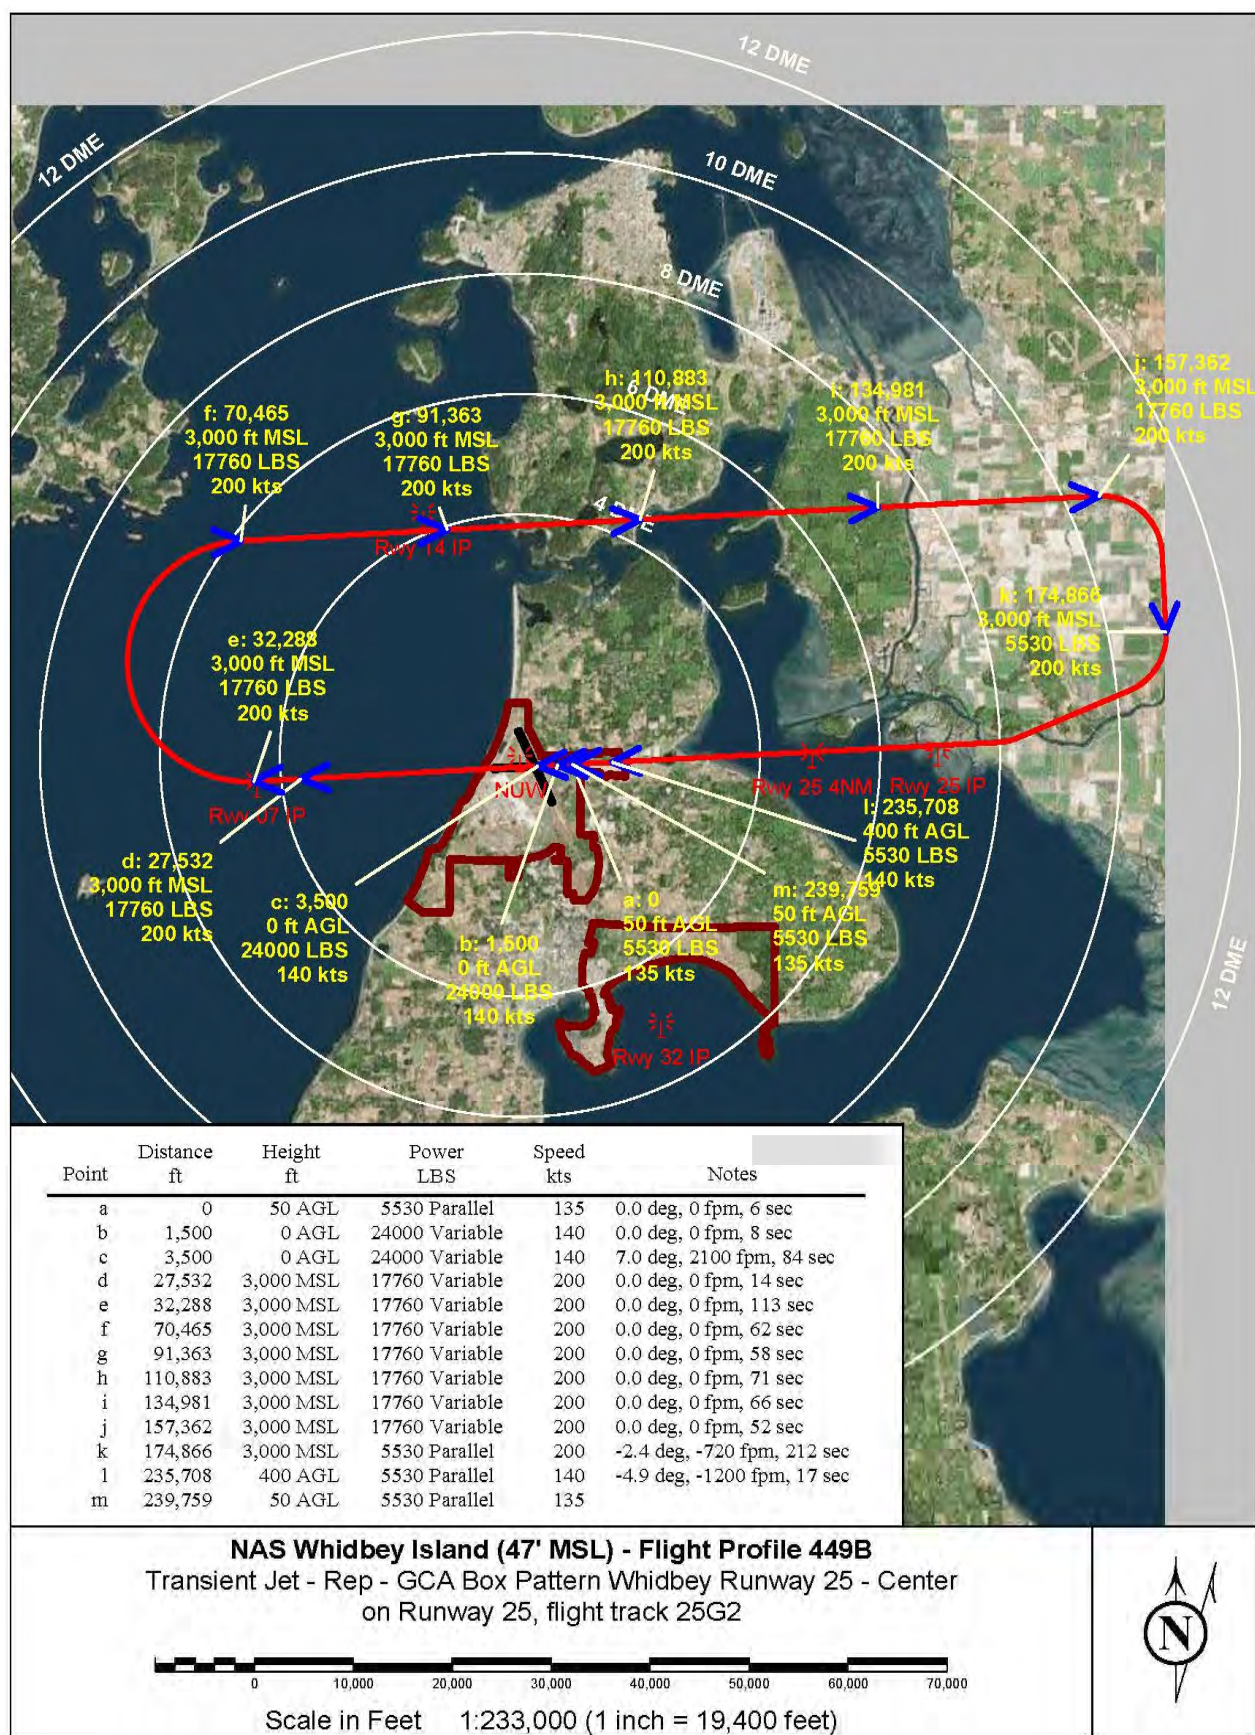 12 DME
12 DME
10 DME
8 DME
j: 157,362
3,000 ft MSL
17760 LBS
200 kts
h: 110,883
6 DME
3,000 ft MSL
17760 LBS
200 kts
i: 134,981
3,000 ft MSL
17760 LBS
200 kts
f: 70,465
3,000 ft MSL
17760 LBS
200 kts
g: 91,363
3,000 ft MSL
17760 LBS
200 kts
4 DME
Rwy 14 IP
k: 174,866
3,000 ft MSL
5530 LBS
200 kts
e: 32,288
3,000 ft MSL
17760 LBS
200 kts
NUW
Rwy 25 4NM
Rwy 25 IP
Rwy 07 IP
l: 235,708
400 ft AGL
5530 LBS
140 kts
d: 27,532
3,000 ft MSL
17760 LBS
200 kts
c: 3,500
0 ft AGL
24000 LBS
140 kts
b: 1,500
0 ft AGL
24000 LBS
140 kts
a: 0
50 ft AGL
5530 LBS
135 kts
m: 239,759
50 ft AGL
5530 LBS
135 kts
12 DME
Rwy 32 IP
Distance Height Power Speed
Point ft ft LBS kts Notes
a 0 50 AGL 5530 Parallel 135 0.0 deg, 0 fpm, 6 sec
b 1,500 0 AGL 24000 Variable 140 0.0 deg, 0 fpm, 8 sec
c 3,500 0 AGL 24000 Variable 140 7.0 deg, 2100 fpm, 84 sec
d 27,532 3,000 MSL 17760 Variable 200 0.0 deg, 0 fpm, 14 sec
e 32,288 3,000 MSL 17760 Variable 200 0.0 deg, 0 fpm, 113 sec
f 70,465 3,000 MSL 17760 Variable 200 0.0 deg, 0 fpm, 62 sec
g 91,363 3,000 MSL 17760 Variable 200 0.0 deg, 0 fpm, 58 sec
h 110,883 3,000 MSL 17760 Variable 200 0.0 deg, 0 fpm, 71 sec
i 134,981 3,000 MSL 17760 Variable 200 0.0 deg, 0 fpm, 66 sec
j 157,362 3,000 MSL 17760 Variable 200 0.0 deg, 0 fpm, 52 sec
k 174,866 3,000 MSL 5530 Parallel 200 -2.4 deg, -720 fpm, 212 sec
l 235,708 400 AGL 5530 Parallel 140 -4.9 deg, -1200 fpm, 17 sec
m 239,759 50 AGL 5530 Parallel 135
NAS Whidbey Island (47' MSL) - Flight Profile 449B
Transient Jet - Rep - GCA Box Pattern Whidbey Runway 25 - Center
on Runway 25, flight track 25G2
0 10,000 20,000 30,000 40,000 50,000 60,000 70,000
Scale in Feet 1:233,000 (1 inch = 19,400 feet)
N